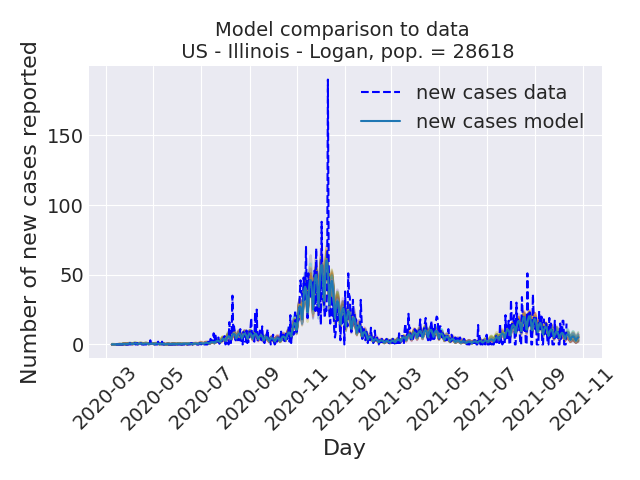 Model comparison to data
US - Illinois - Logan, pop. = 28618
Number of new cases reported
150
100
50
0
new cases data
new cases model
2020-03
2020-05
2020-07
2020-09
2020-11
2021-01
2021-03
2021-05
2021-07
2021-09
2021-11
Day